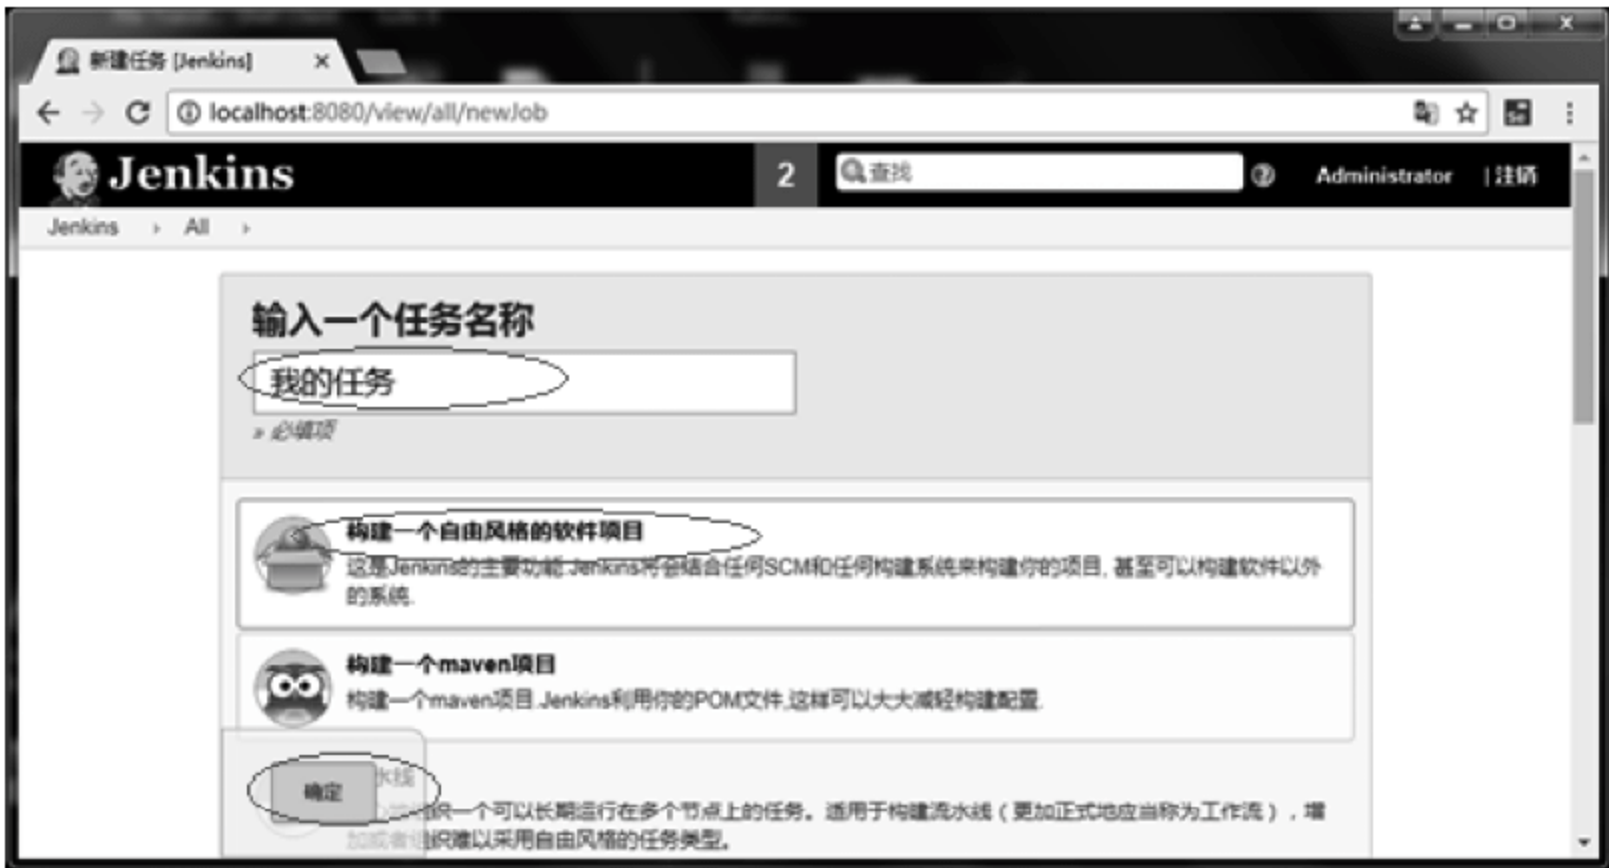 新建任务 [Jenkins]
localhost:8080/view/all/newJob
Jenkins
2
查找
Administrator
| 注销
Jenkins
All
输入一个任务名称
我的任务
» 必填项
构建一个自由风格的软件项目
这是Jenkins的主要功能.Jenkins将会结合任何SCM和任何构建系统来构建你的项目, 甚至可以构建软件以外
的系统.
构建一个maven项目
构建一个maven项目.Jenkins利用你的POM文件,这样可以大大减轻构建配置.
水线
确定
织一个可以长期运行在多个节点上的任务。适用于构建流水线（更加正式地应当称为工作流），增
加或者组织难以采用自由风格的任务类型。